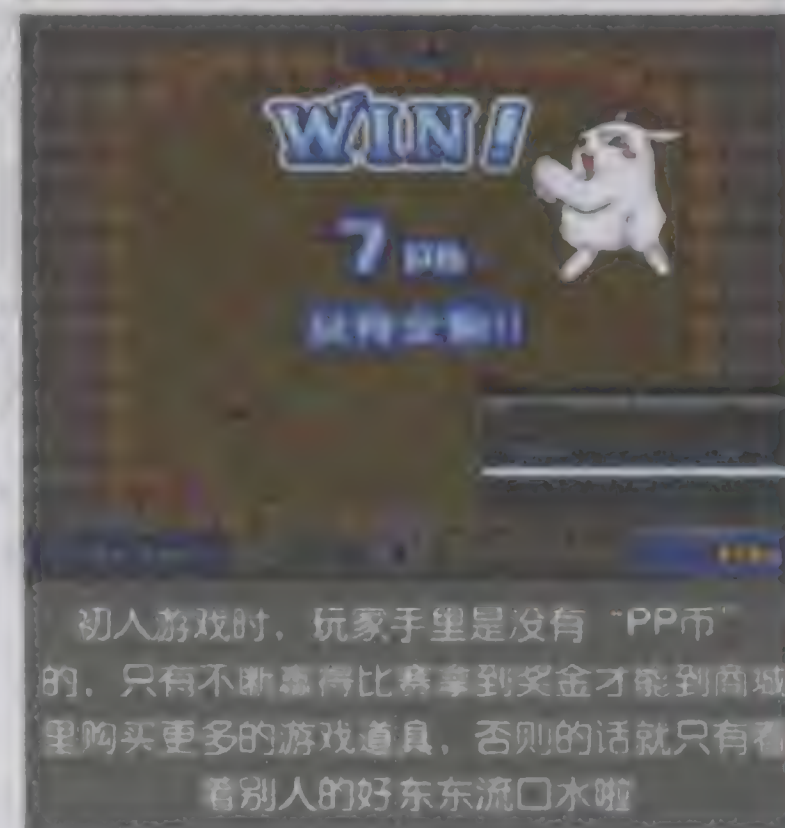 WIN!
7 PB
初入游戏时，玩家手里是没有“PP币”
的，只有不断赢得比赛拿到奖金才能到商城
里购买更多的游戏道具，否则的话就只有看
着别人的好东东流口水啦